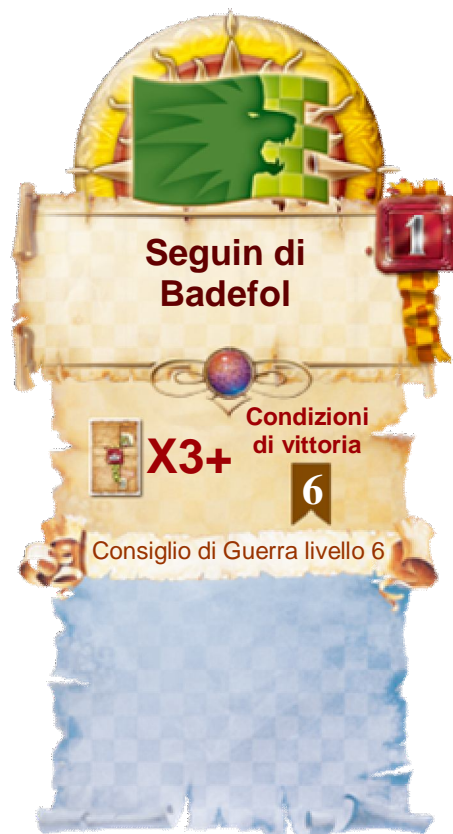 1
Seguin di
Badefol
X3+
Condizioni
di vittoria
6
Consiglio di Guerra livello 6